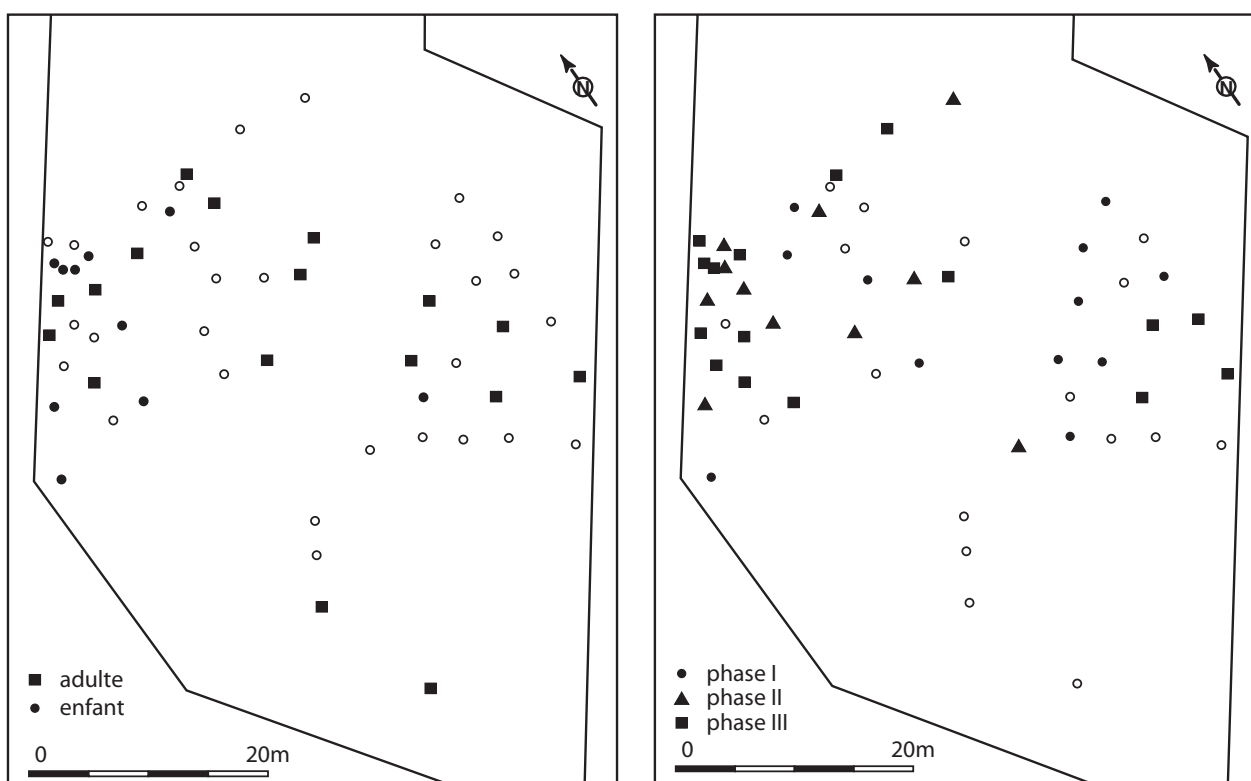 N
adulte
enfant
0 20m
N
phase I
phase II
phase III
0 20m